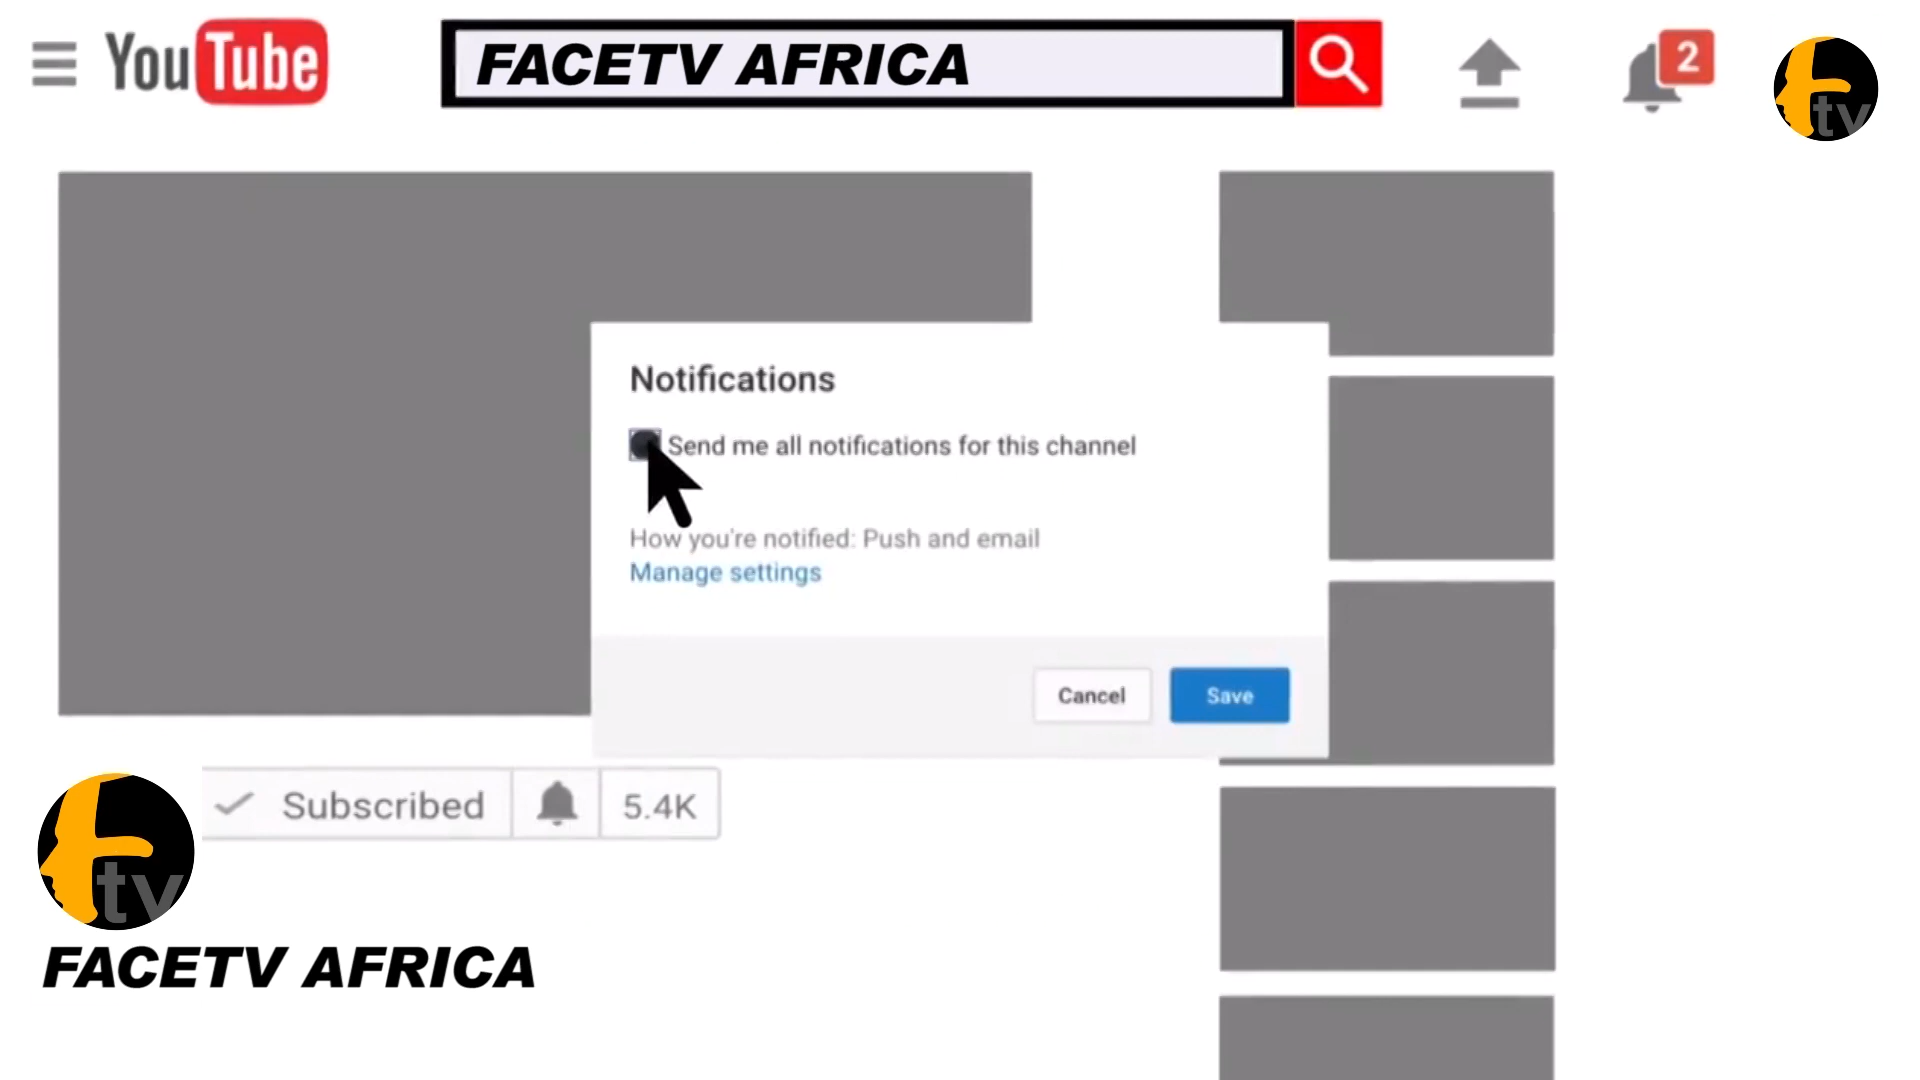 YouTube
FACETV AFRICA
2
tv
Notifications
Send me all notifications for this channel
How you're notified: Push and email
Manage settings
Cancel
Save
Subscribed
5.4K
tv
FACETV AFRICA